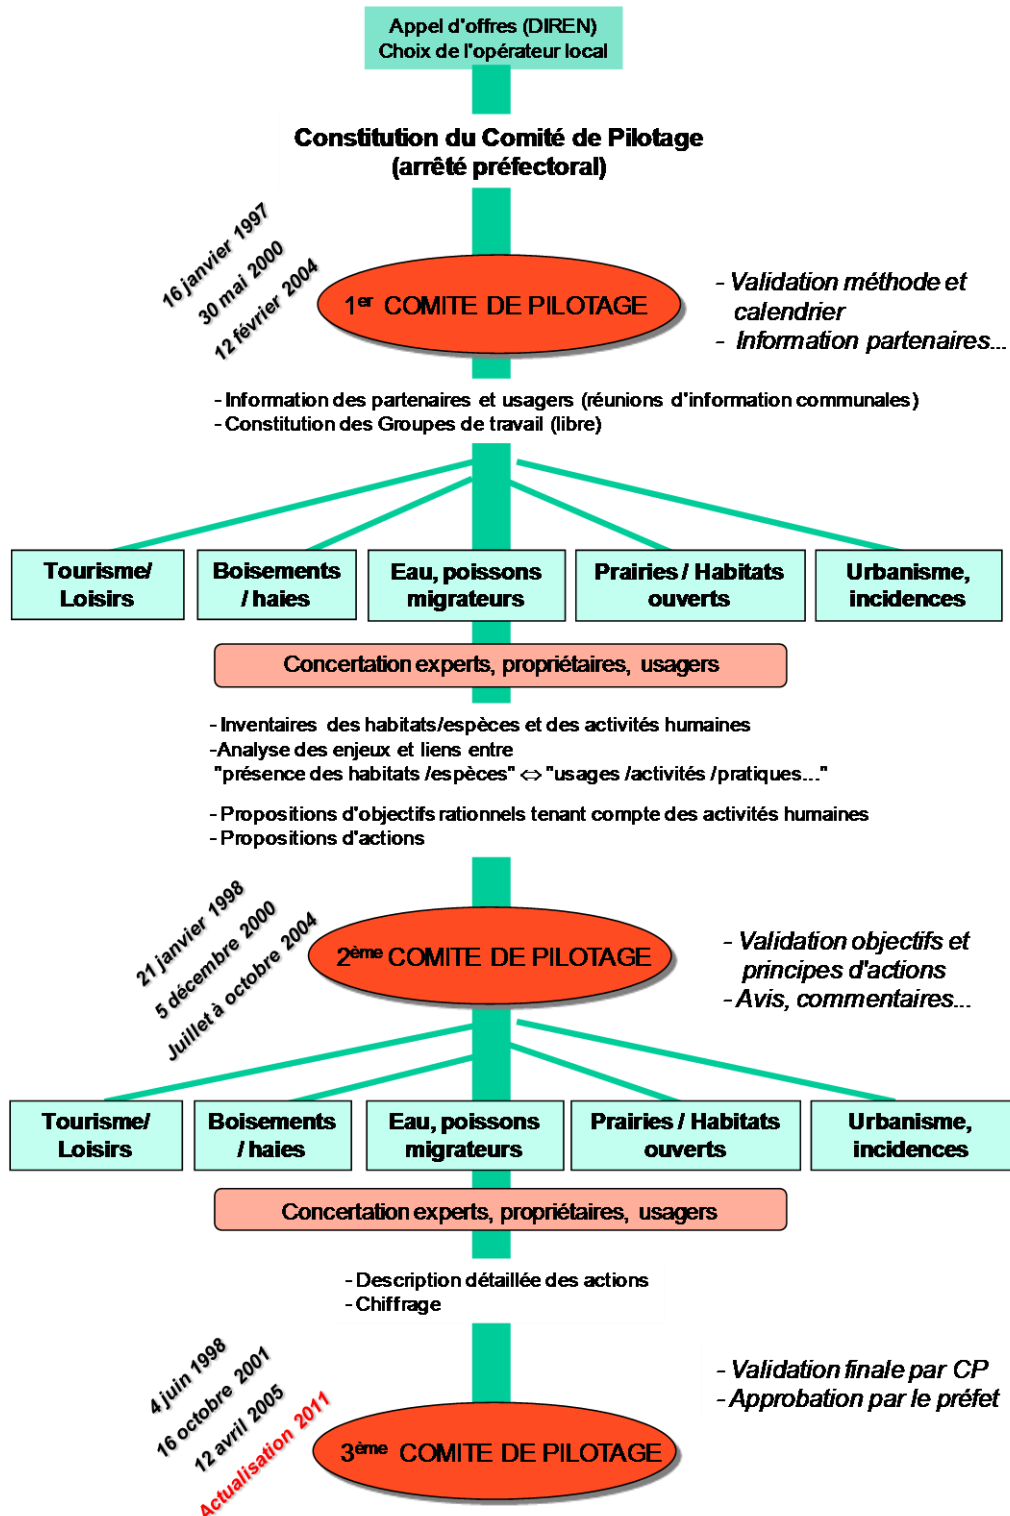 Appel d'offres (DIREN)
Choix de l'opérateur local
Constitution du Comité de Pilotage
(arrêté préfectoral)
16 janvier 1997
30 mai 2000
12 février 2004
1er COMITE DE PILOTAGE
- Validation méthode et
calendrier
- Information partenaires...
- Information des partenaires et usagers (réunions d'information communales)
- Constitution des Groupes de travail (libre)
Tourisme/
Loisirs
Boisements
/ haies
Eau, poissons
migrateurs
Prairies / Habitats
ouverts
Urbanisme,
incidences
Concertation experts, propriétaires, usagers
- Inventaires des habitats/espèces et des activités humaines
- Analyse des enjeux et liens entre
"présence des habitats /espèces" ⇔ "usages /activités /pratiques..."
- Propositions d'objectifs rationnels tenant compte des activités humaines
- Propositions d'actions
21 janvier 1998
5 décembre 2000
Juillet à octobre 2004
2ème COMITE DE PILOTAGE
- Validation objectifs et
principes d'actions
- Avis, commentaires...
Tourisme/
Loisirs
Boisements
/ haies
Eau, poissons
migrateurs
Prairies / Habitats
ouverts
Urbanisme,
incidences
Concertation experts, propriétaires, usagers
- Description détaillée des actions
- Chiffrage
4 juin 1998
16 octobre 2001
12 avril 2005
Actualisation 2011
3ème COMITE DE PILOTAGE
- Validation finale par CP
- Approbation par le préfet